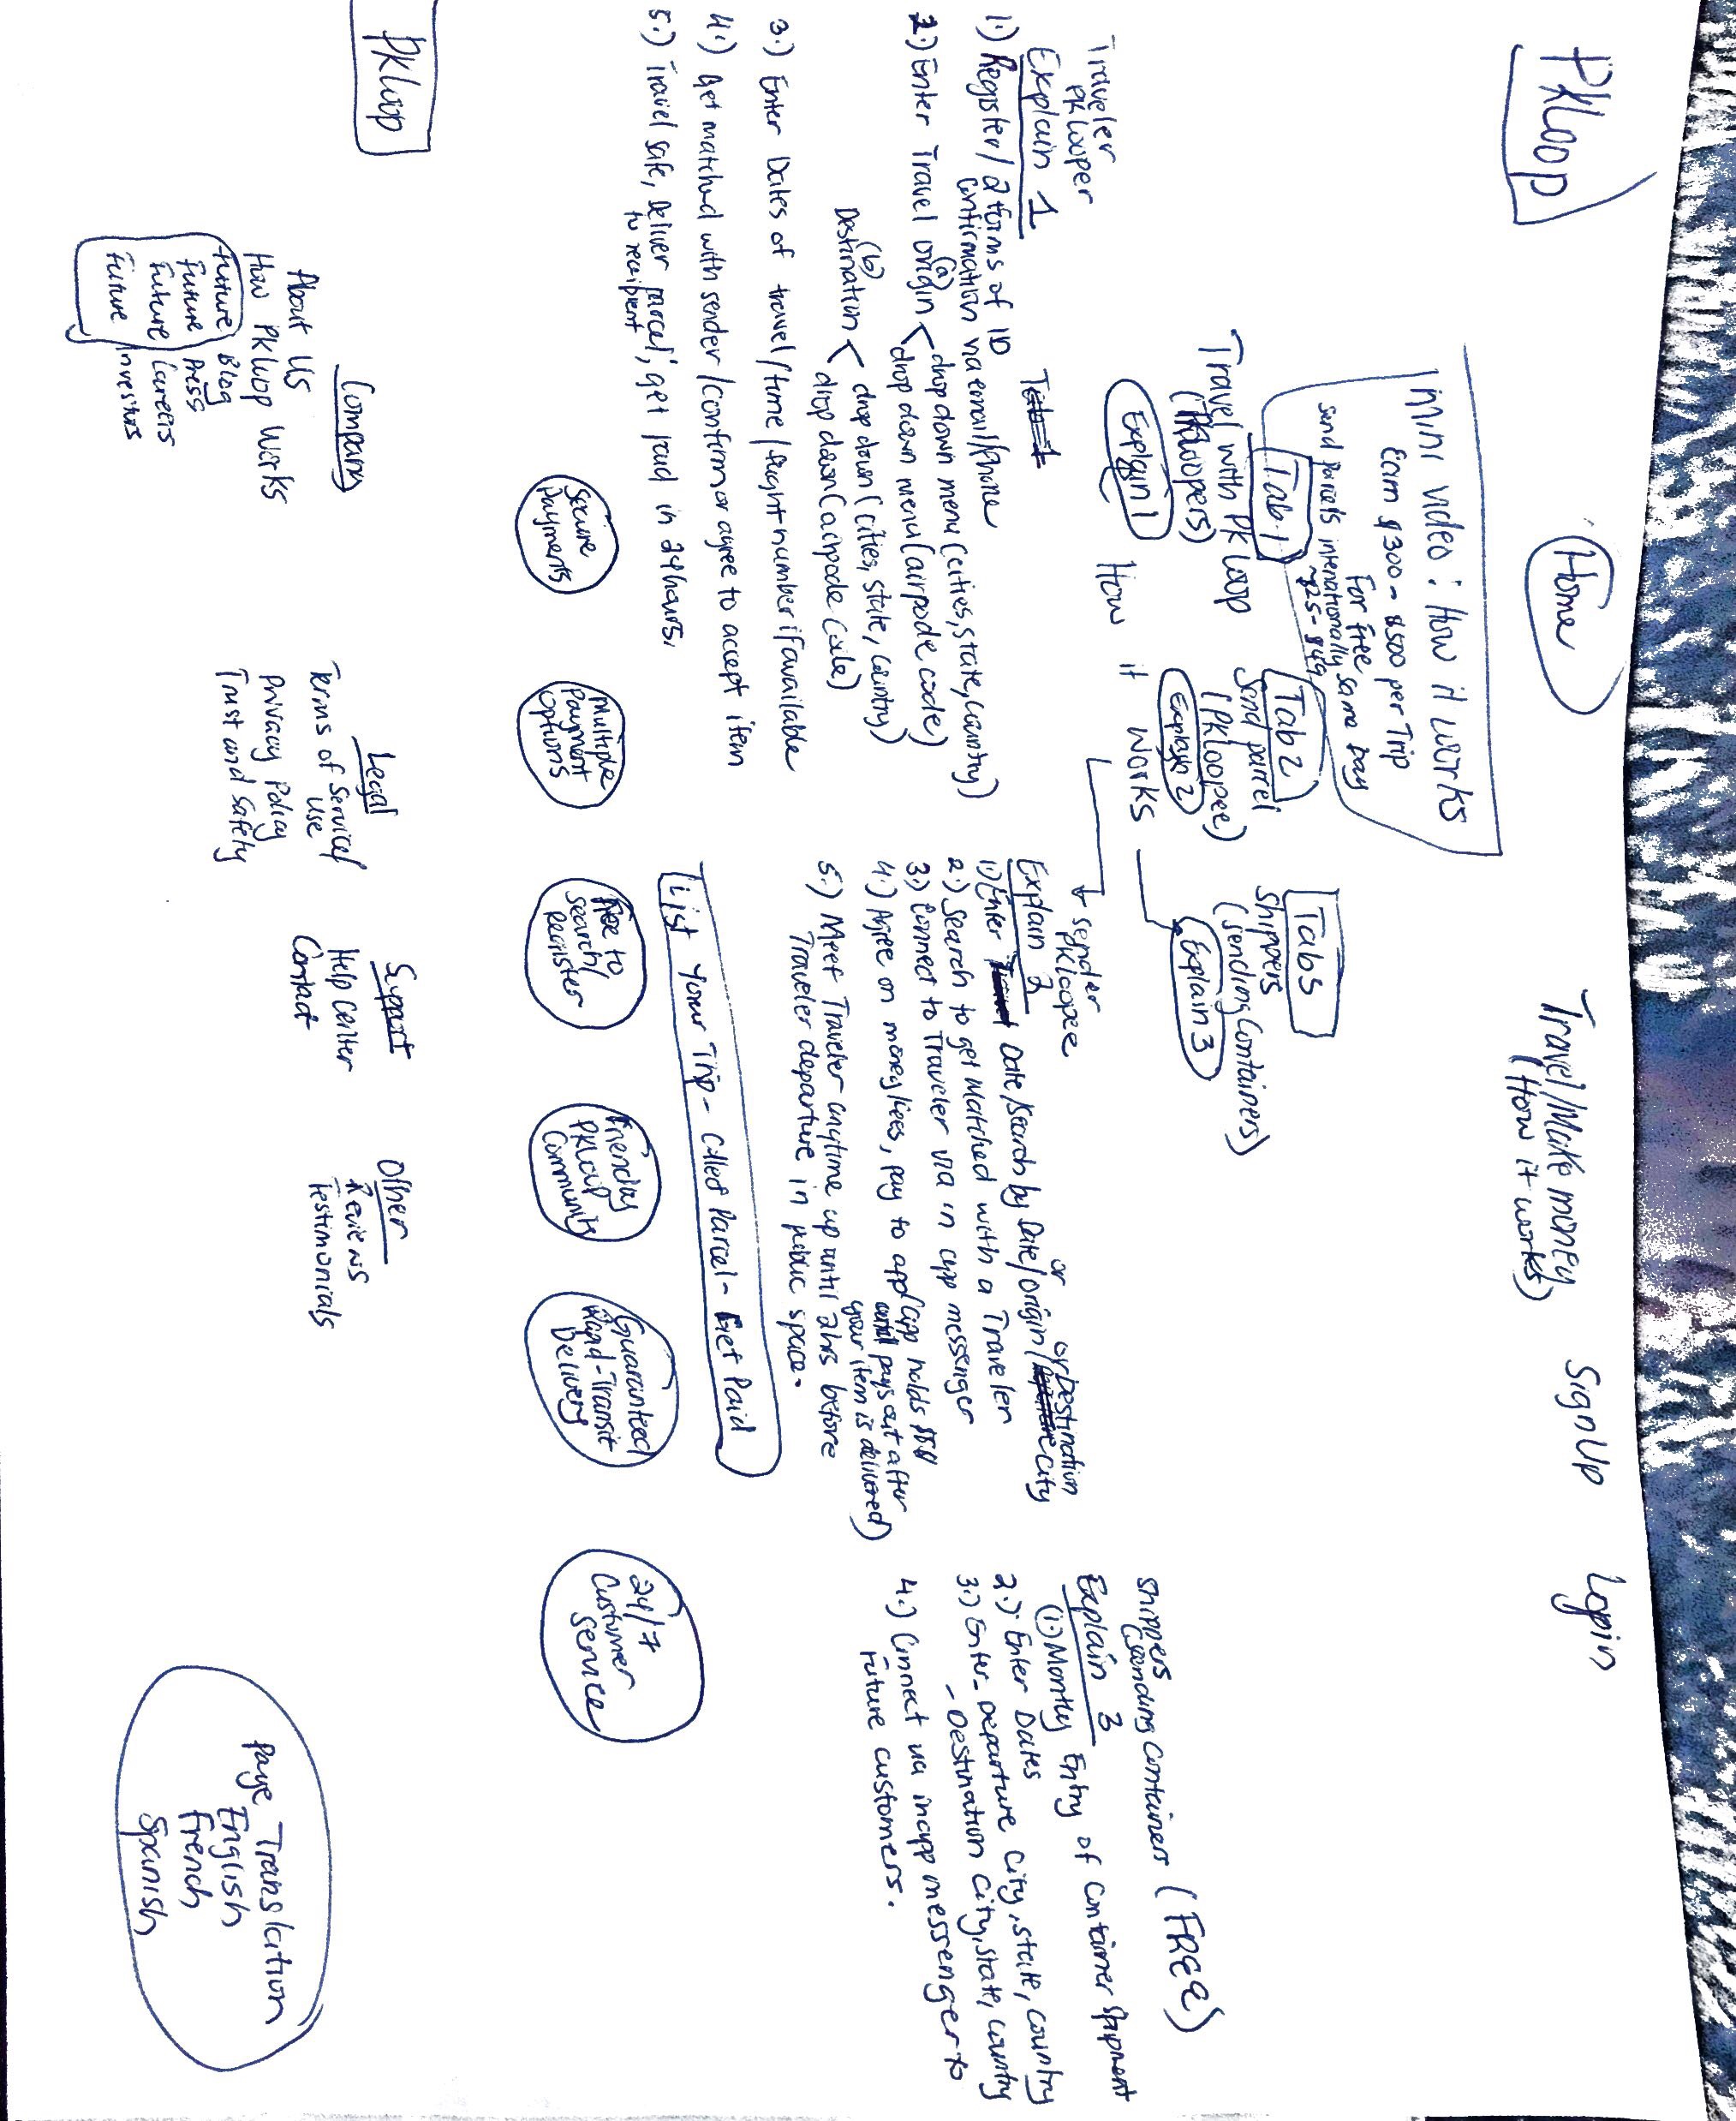 PKLoop
Home
Travel/Make money
(How it works)
SignUp
Login
mini video: How it works
Earn $300 - $500 per Trip
For free
Send parcels internationally same Day
~$25 - $49
Tab 1
Travel with PK Loop
(PKloopers)
Explain 1
Tab 2
Send parcel
(PKloopee)
Explain 2
Tab 3
Shippers
(sending Containers)
Explain 3
How it works
Traveler
PKLooper
Explain 1
Tab 1
1.) Register/ 2 forms of ID
Confirmation via email/phone
2.) Enter Travel origin
(a)
drop down menu (cities, state, country)
drop down menu (airpode code)
(b)
Destination
drop down (cities, state, country)
drop down (airpode code)
3.) Enter Dates of travel/time/flight number if available
4.) Get matched with sender/confirm or agree to accept item
5.) Travel safe, Deliver parcel, get paid in 24 hours.
to recipient
sender
PKloopee
Explain 2
or or Destination
1.) Enter Date/Search by Date/origin/ City
2.) Search to get Matched with a Traveler
3.) Connect to Traveler via in app messenger
4.) Agree on money/fees, pay to app (app holds
until pays out after
your item is delivered)
5.) Meet Traveler anytime up until 2hrs before
Traveler departure in public space.
Shippers
(sending Containers (FREE)
Explain 3
(1.) Montly Entry of Container Shipment
2.) Enter Dates
3.) Enter - Departure City, state, country
- Destination City, state, country
4.) Connect via inapp messenger to
Future customers.
List Your Trip - Collect Parcel - Get Paid
Secure
Payments
Multiple
Payment
Options
Free to
Search/
Register
Friendly
PKLoop
Community
Guaranteed
Rapid-Transit
Delivery
24/7
Customer
service
PKloop
Company
About Us
How PKloop Works
Future Blog
Future Press
Future Careers
Future Investors
Legal
Terms of Service/
Use
Privacy Policy
Trust and Safety
Support
Help Center
Contact
Other
Reviews
Testimonials
Page Translation
English
French
Spanish